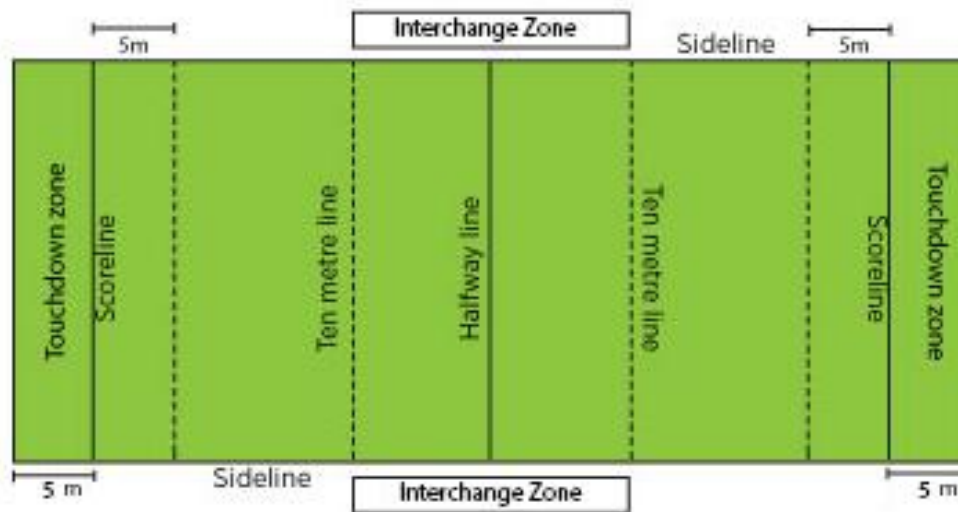 Interchange Zone
5m
Sideline
5m
Touchdown zone
Scoreline
Ten metre line
Halfway line
Ten metre line
Scoreline
Touchdown zone
5 m
Sideline
Interchange Zone
5 m